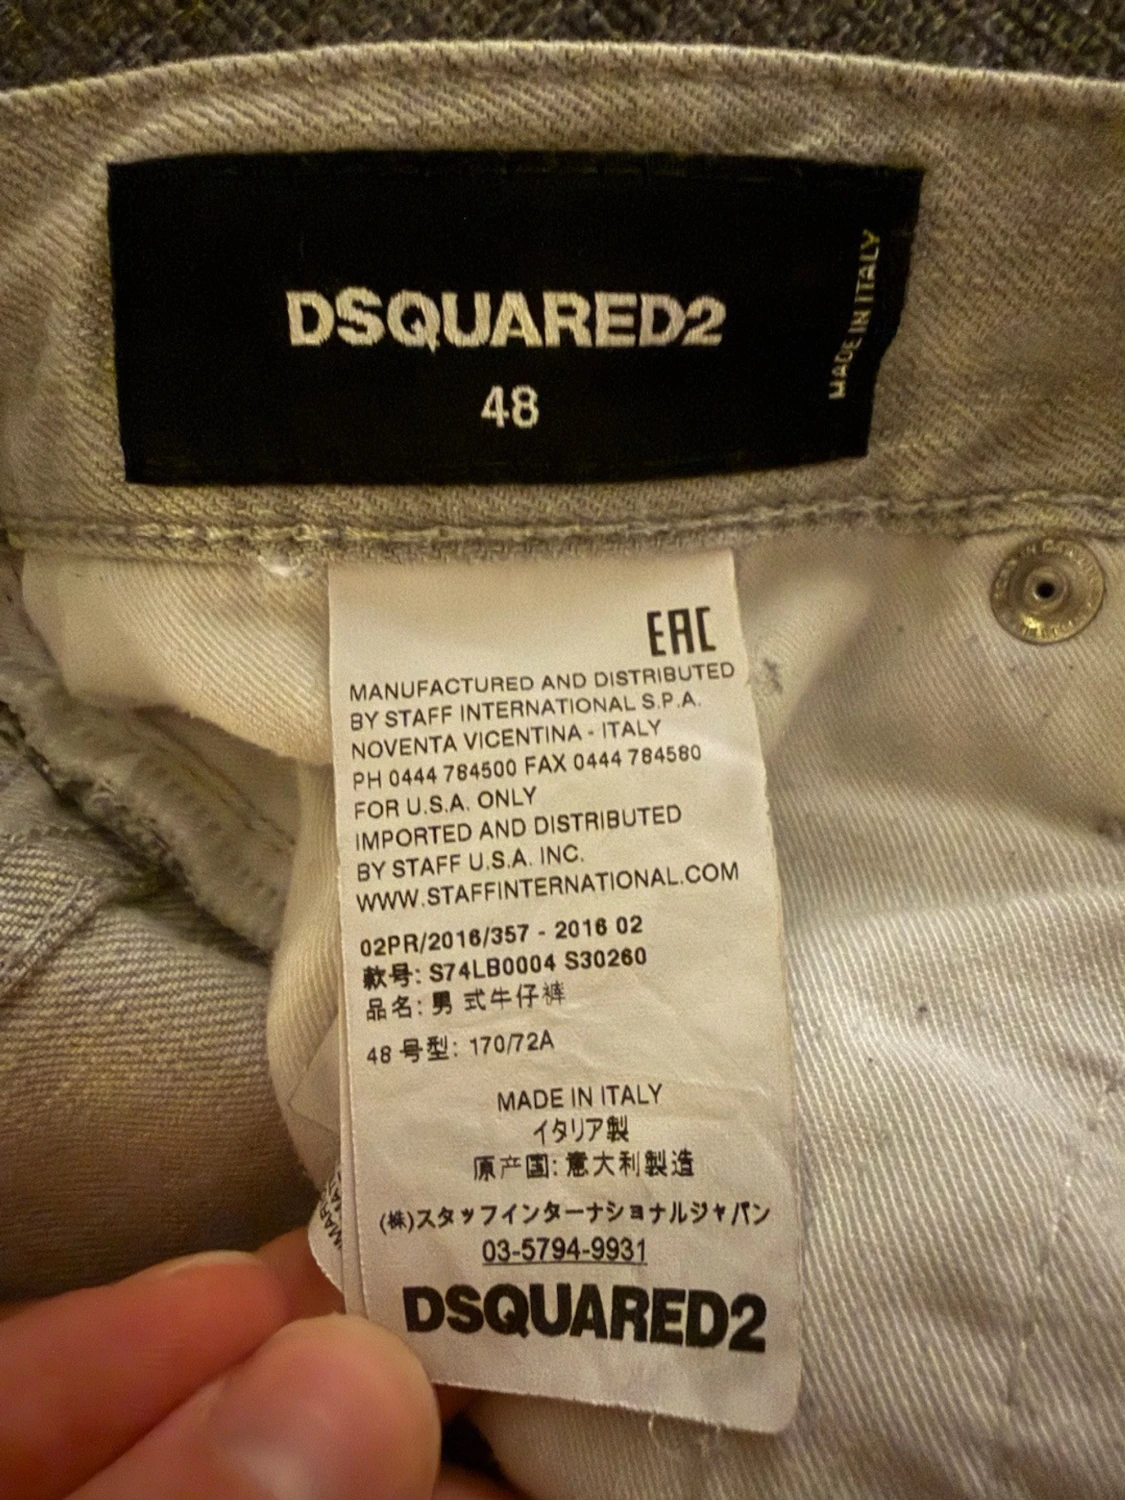 DSQUARED2
48
MADE IN ITALY
EAC
MANUFACTURED AND DISTRIBUTED
BY STAFF INTERNATIONAL S.P.A.
NOVENTA VICENTINA - ITALY
PH 0444 784500 FAX 0444 784580
FOR U.S.A. ONLY
IMPORTED AND DISTRIBUTED
BY STAFF U.S.A. INC.
WWW.STAFFINTERNATIONAL.COM
02PR/2016/357 - 2016 02
款号: S74LB0004 S30260
品名: 男式牛仔裤
48 号型: 170/72A
MADE IN ITALY
イタリア製
原产国: 意大利製造
(株)スタッフインターナショナルジャパン
03-5794-9931
DSQUARED2